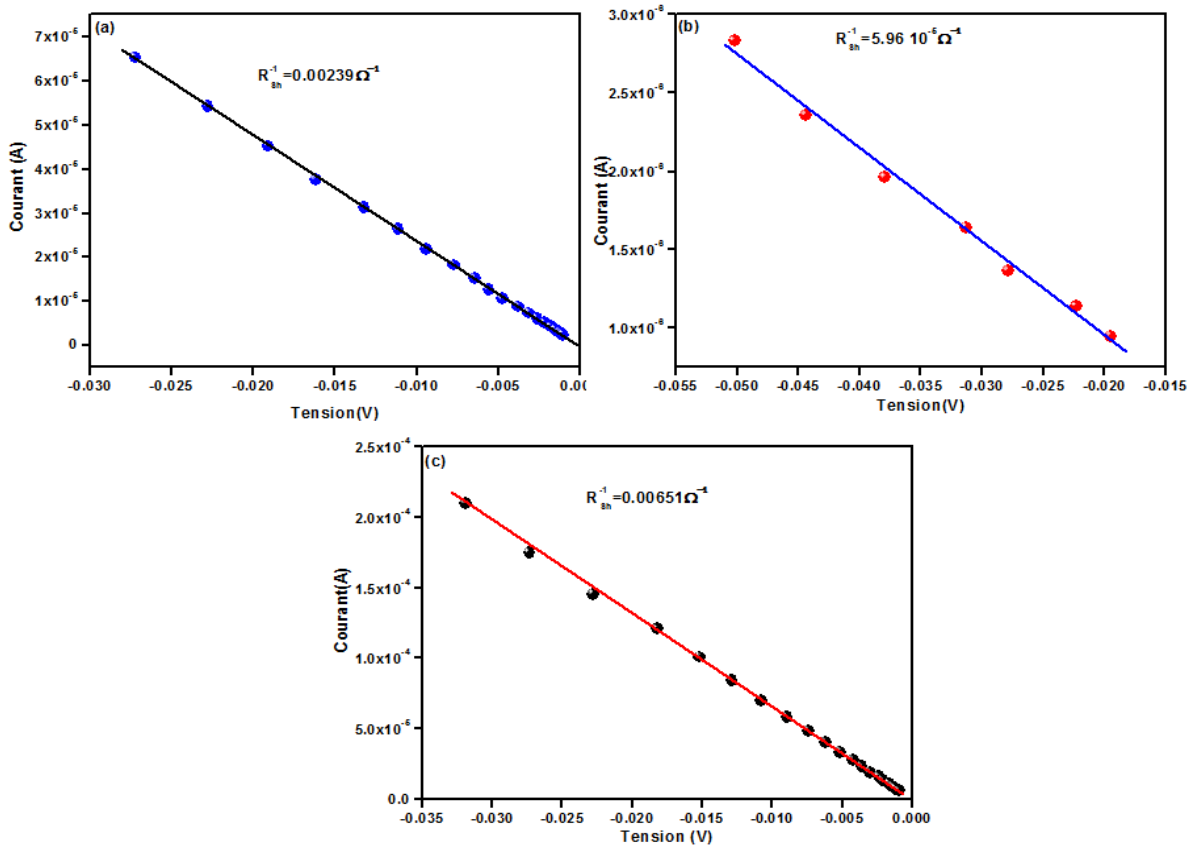 (a)
R⁻¹sh=0.00239Ω⁻¹
7x10⁻⁵
6x10⁻⁵
5x10⁻⁵
4x10⁻⁵
3x10⁻⁵
2x10⁻⁵
1x10⁻⁵
0
Courant (A)
-0.030 -0.025 -0.020 -0.015 -0.010 -0.005 0.00
Tension(V)
(b)
R⁻¹sh=5.96 10⁻⁵Ω⁻¹
3.0x10⁻⁶
2.5x10⁻⁶
2.0x10⁻⁶
1.5x10⁻⁶
1.0x10⁻⁶
Courant (A)
-0.055 -0.050 -0.045 -0.040 -0.035 -0.030 -0.025 -0.020 -0.015
Tension(V)
(c)
R⁻¹sh=0.00651Ω⁻¹
2.5x10⁻⁴
2.0x10⁻⁴
1.5x10⁻⁴
1.0x10⁻⁴
5.0x10⁻⁵
0.0
Courant(A)
-0.035 -0.030 -0.025 -0.020 -0.015 -0.010 -0.005 0.000
Tension (V)